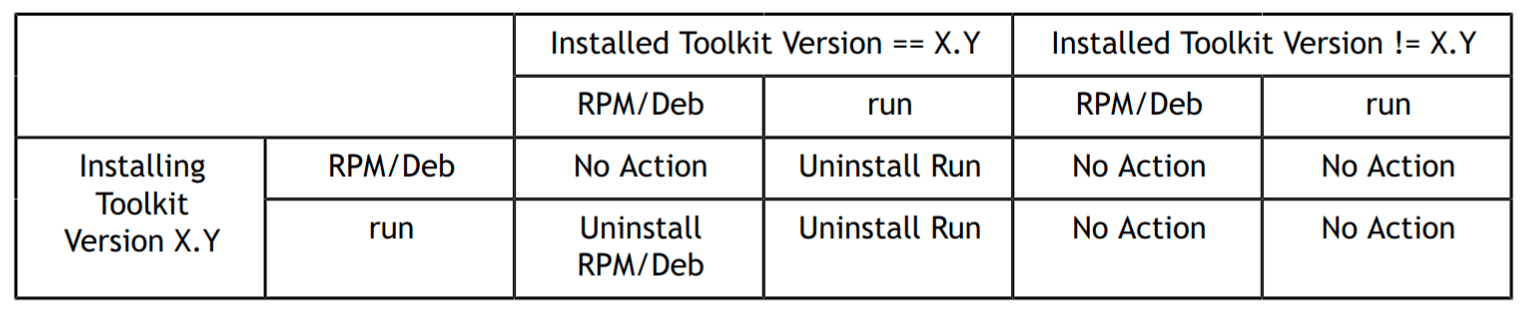 Installed Toolkit Version == X.Y
Installed Toolkit Version != X.Y
RPM/Deb
run
RPM/Deb
run
Installing
Toolkit
Version X.Y
RPM/Deb
No Action
Uninstall Run
No Action
No Action
run
Uninstall
RPM/Deb
Uninstall Run
No Action
No Action